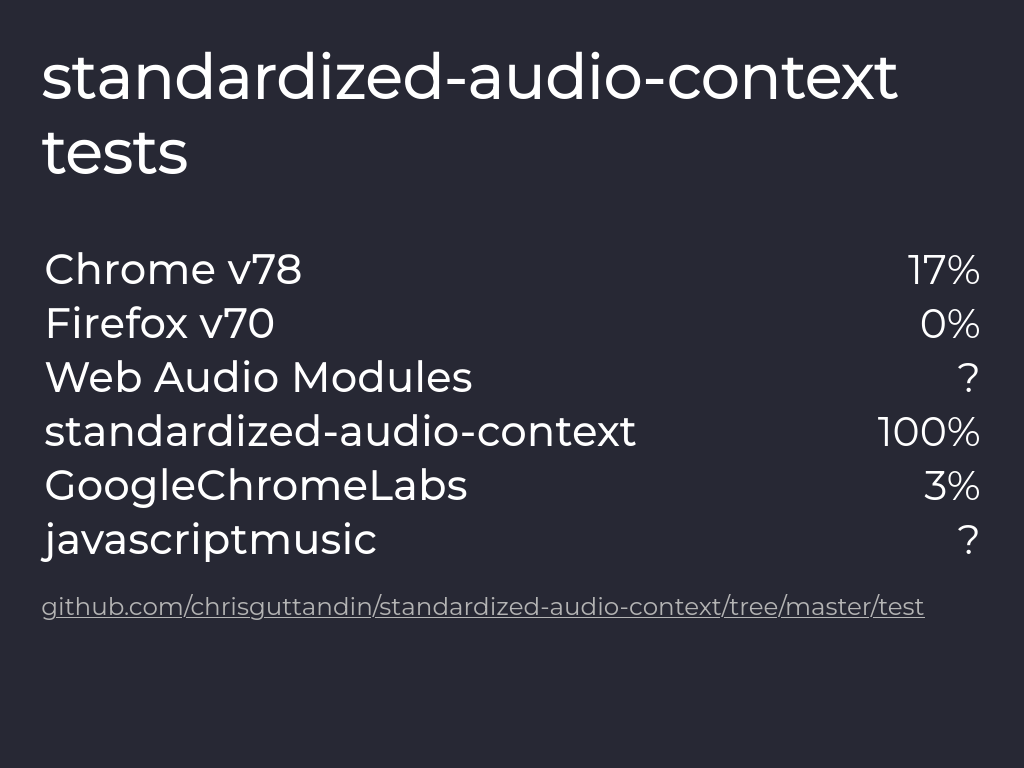 standardized-audio-context
tests
Chrome v78 17%
Firefox v70 0%
Web Audio Modules ?
standardized-audio-context 100%
GoogleChromeLabs 3%
javascriptmusic ?
github.com/chrisguttandin/standardized-audio-context/tree/master/test